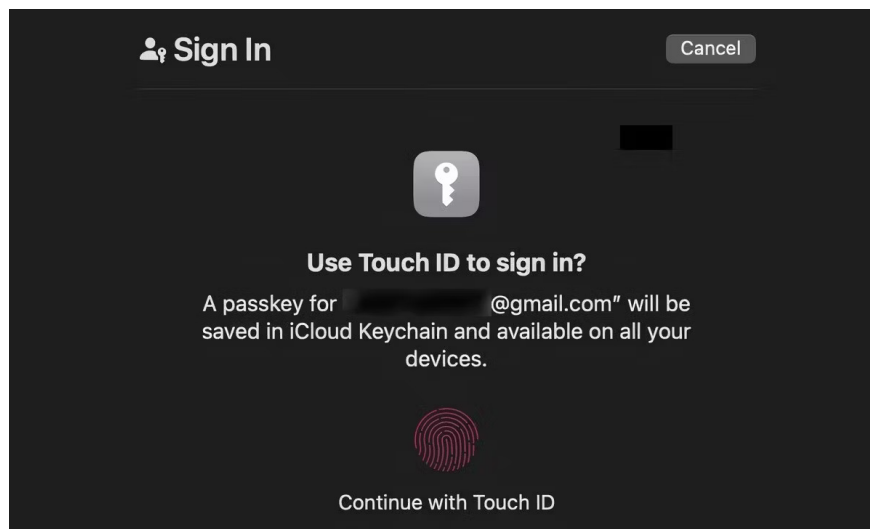 Sign In
Cancel
Use Touch ID to sign in?
A passkey for @gmail.com” will be
saved in iCloud Keychain and available on all your
devices.
Continue with Touch ID